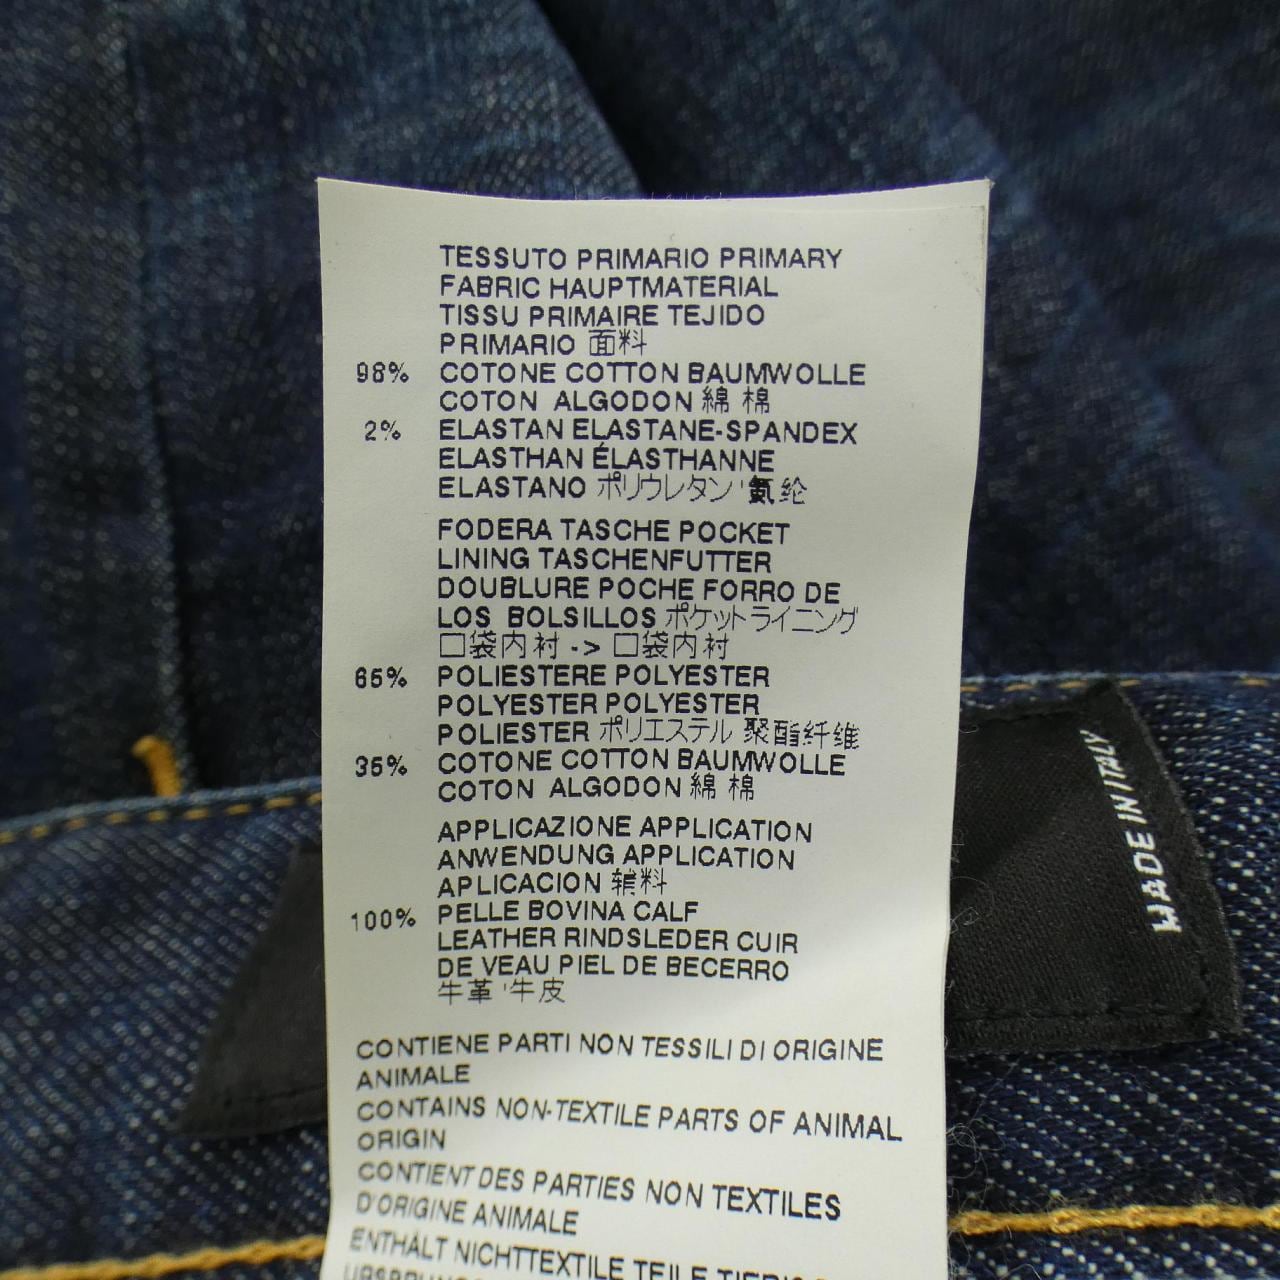 TESSUTO PRIMARIO PRIMARY
FABRIC HAUPTMATERIAL
TISSU PRIMAIRE TEJIDO
PRIMARIO 面料
98% COTONE COTTON BAUMWOLLE
COTON ALGODON 綿 棉
2% ELASTAN ELASTANE-SPANDEX
ELASTHAN ÉLASTHANNE
ELASTANO ポリウレタン '氨纶
FODERA TASCHE POCKET
LINING TASCHENFUTTER
DOUBLURE POCHE FORRO DE
LOS BOLSILLOS ポケットライニング
口袋内衬 -> 口袋内衬
65% POLIESTERE POLYESTER
POLYESTER POLYESTER
POLIESTER ポリエステル 聚酯纤维
35% COTONE COTTON BAUMWOLLE
COTON ALGODON 綿 棉
APPLICAZIONE APPLICATION
ANWENDUNG APPLICATION
APLICACION 辅料
100% PELLE BOVINA CALF
LEATHER RINDSLEDER CUIR
DE VEAU PIEL DE BECERRO
牛革 '牛皮
CONTIENE PARTI NON TESSILI DI ORIGINE
ANIMALE
CONTAINS NON-TEXTILE PARTS OF ANIMAL
ORIGIN
CONTIENT DES PARTIES NON TEXTILES
D'ORIGINE ANIMALE
ENTHÄLT NICHTTEXTILE TEILE
MADE IN ITALY